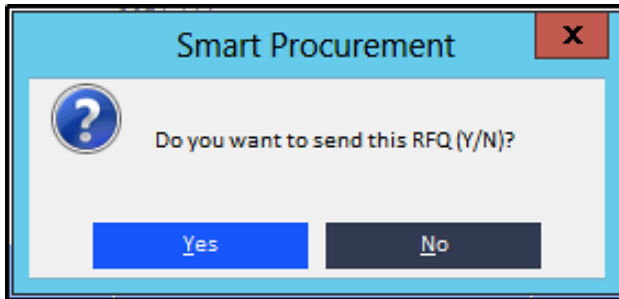 Smart Procurement
x
Do you want to send this RFQ (Y/N)?
Yes
No